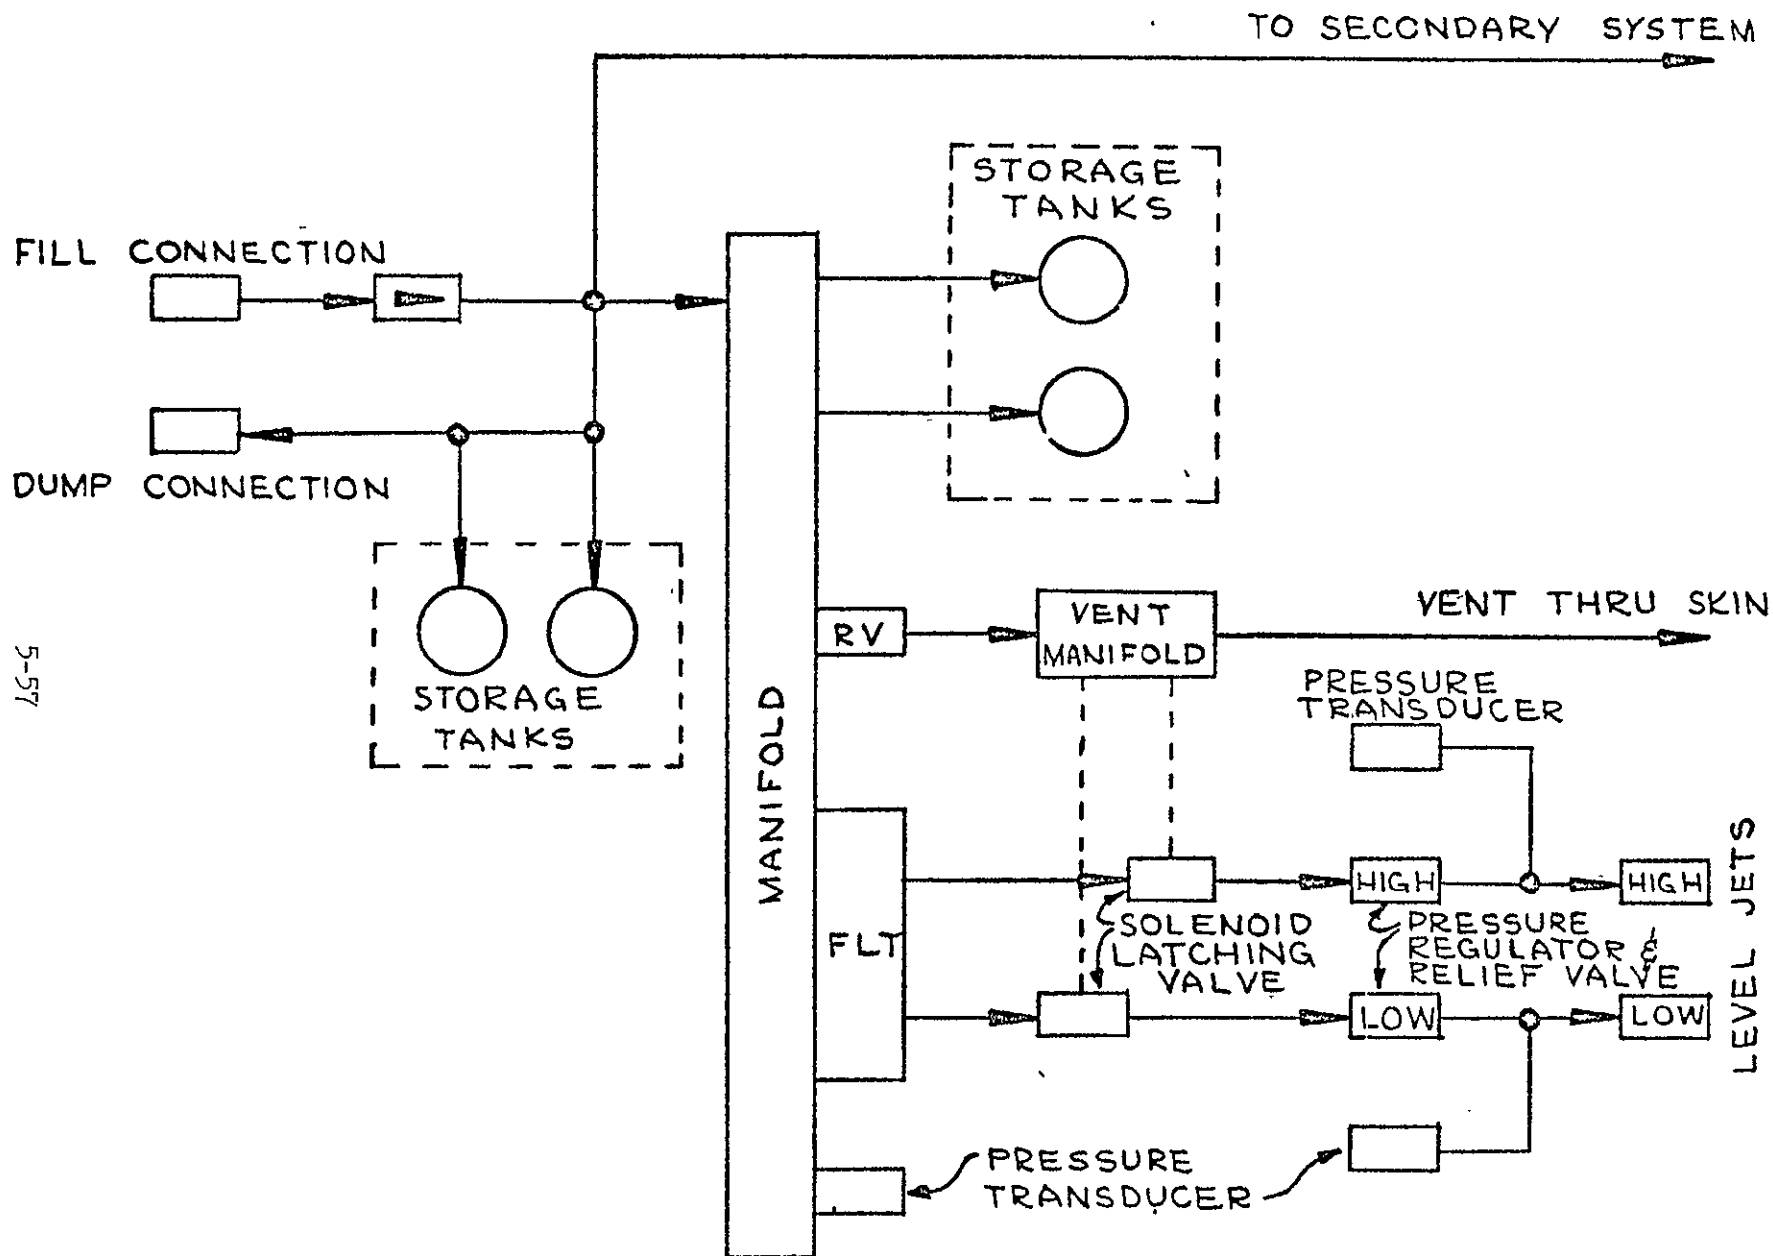 TO SECONDARY SYSTEM
STORAGE
TANKS
FILL CONNECTION
DUMP CONNECTION
STORAGE
TANKS
MANIFOLD
RV
VENT
MANIFOLD
VENT THRU SKIN
PRESSURE
TRANSDUCER
FLT
HIGH
HIGH
SOLENOID
LATCHING
VALVE
PRESSURE
REGULATOR &
RELIEF VALVE
LOW
LOW
LEVEL JETS
PRESSURE
TRANSDUCER
5-57